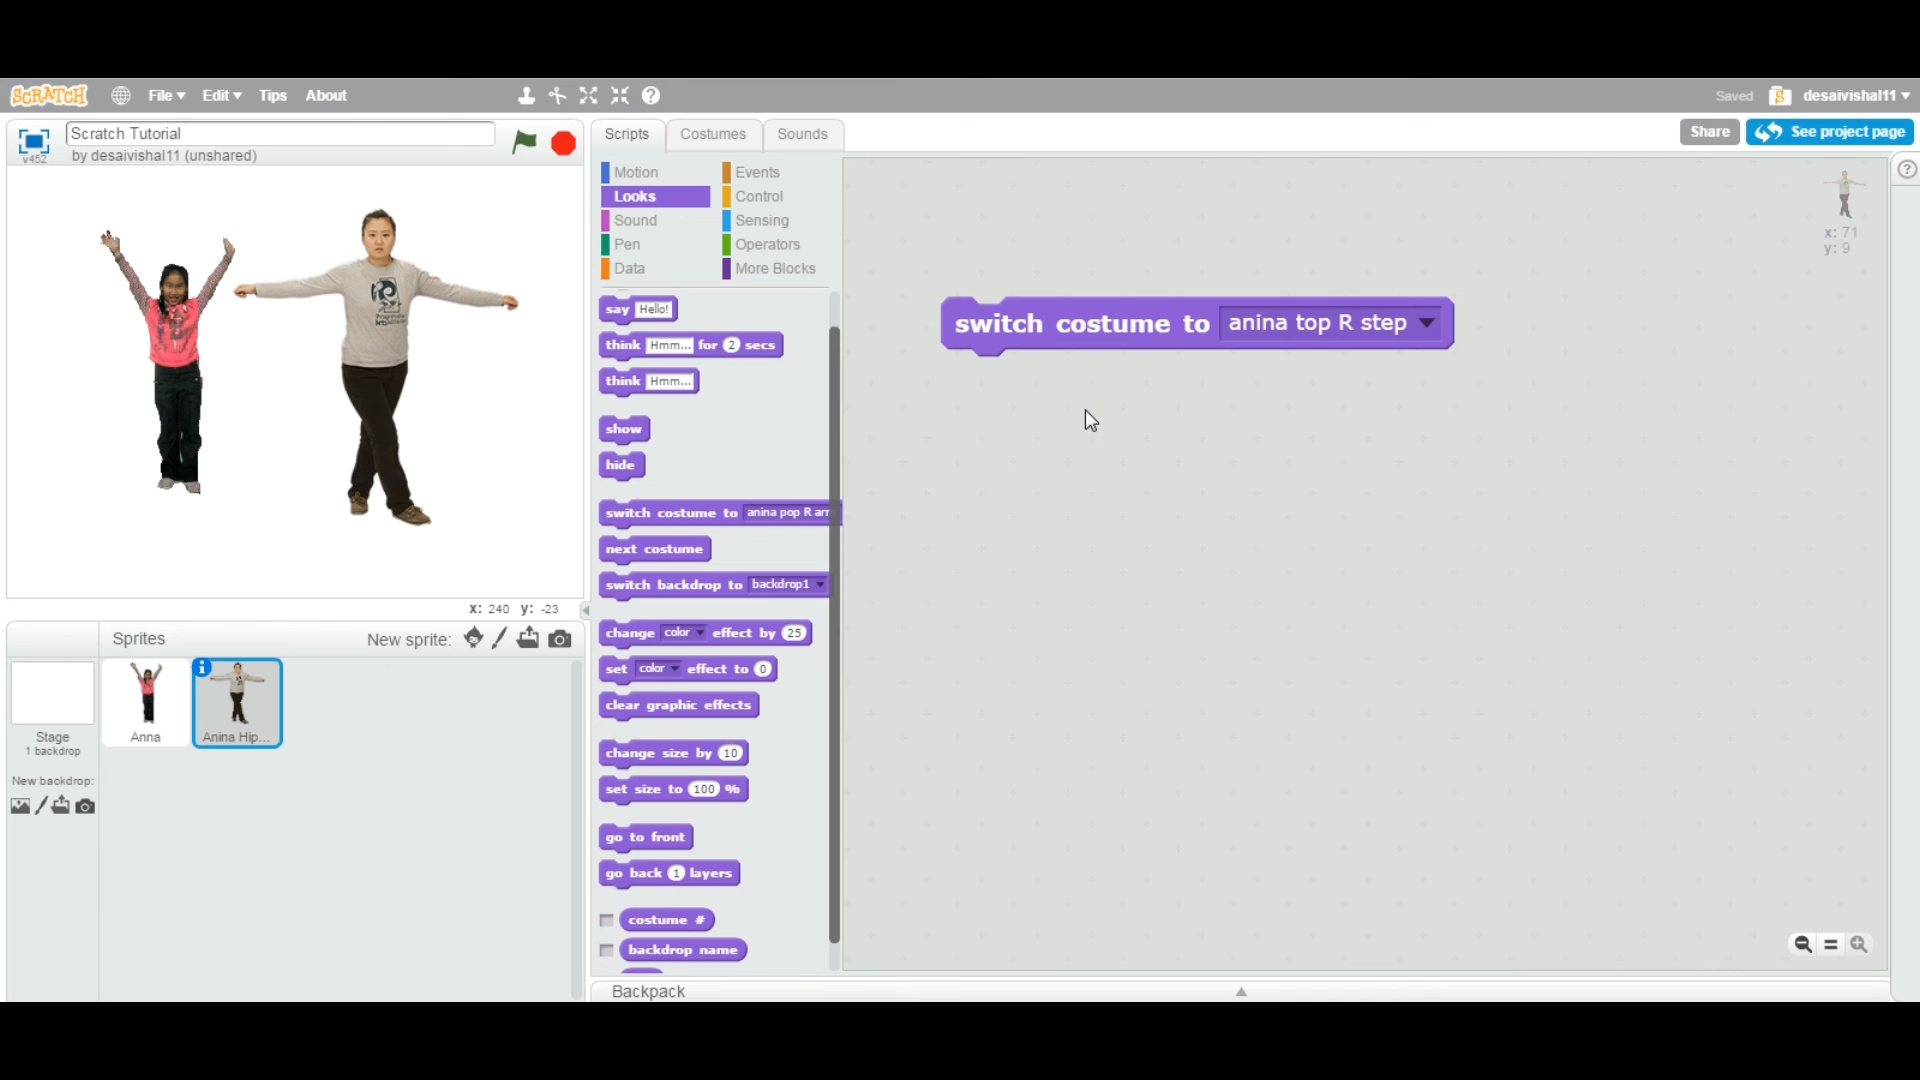 SCRATCH File Edit Tips About Saved desaivishal11
v452 Scratch Tutorial
by desaivishal11 (unshared)
Scripts Costumes Sounds
Share See project page
Motion Events
Looks Control
Sound Sensing
Pen Operators
Data More Blocks
say Hello!
think Hmm... for 2 secs
think Hmm...
show
hide
switch costume to anina pop R arm
next costume
switch backdrop to backdrop1
change color effect by 25
set color effect to 0
clear graphic effects
change size by 10
set size to 100 %
go to front
go back 1 layers
costume #
backdrop name
switch costume to anina top R step
x: 71
y: 9
x: 240 y: -23
Sprites New sprite:
Stage
1 backdrop
New backdrop:
Anna
Anina Hip...
Backpack